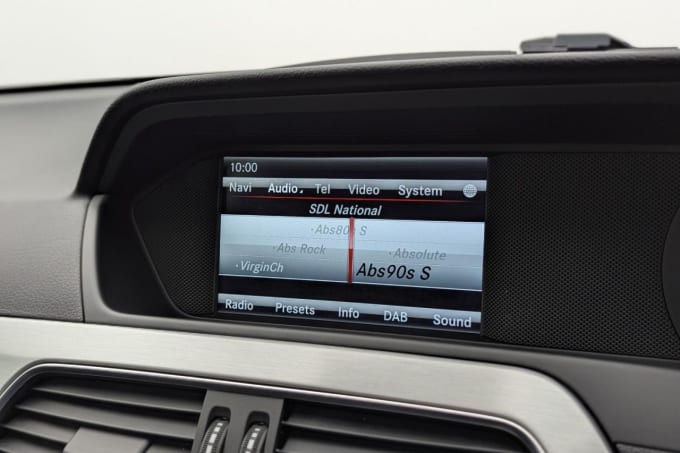 10:00
Navi Audio Tel Video System
SDL National
·Abs80s S
·Abs Rock ·Absolute
·VirginCh Abs90s S
Radio Presets Info DAB Sound